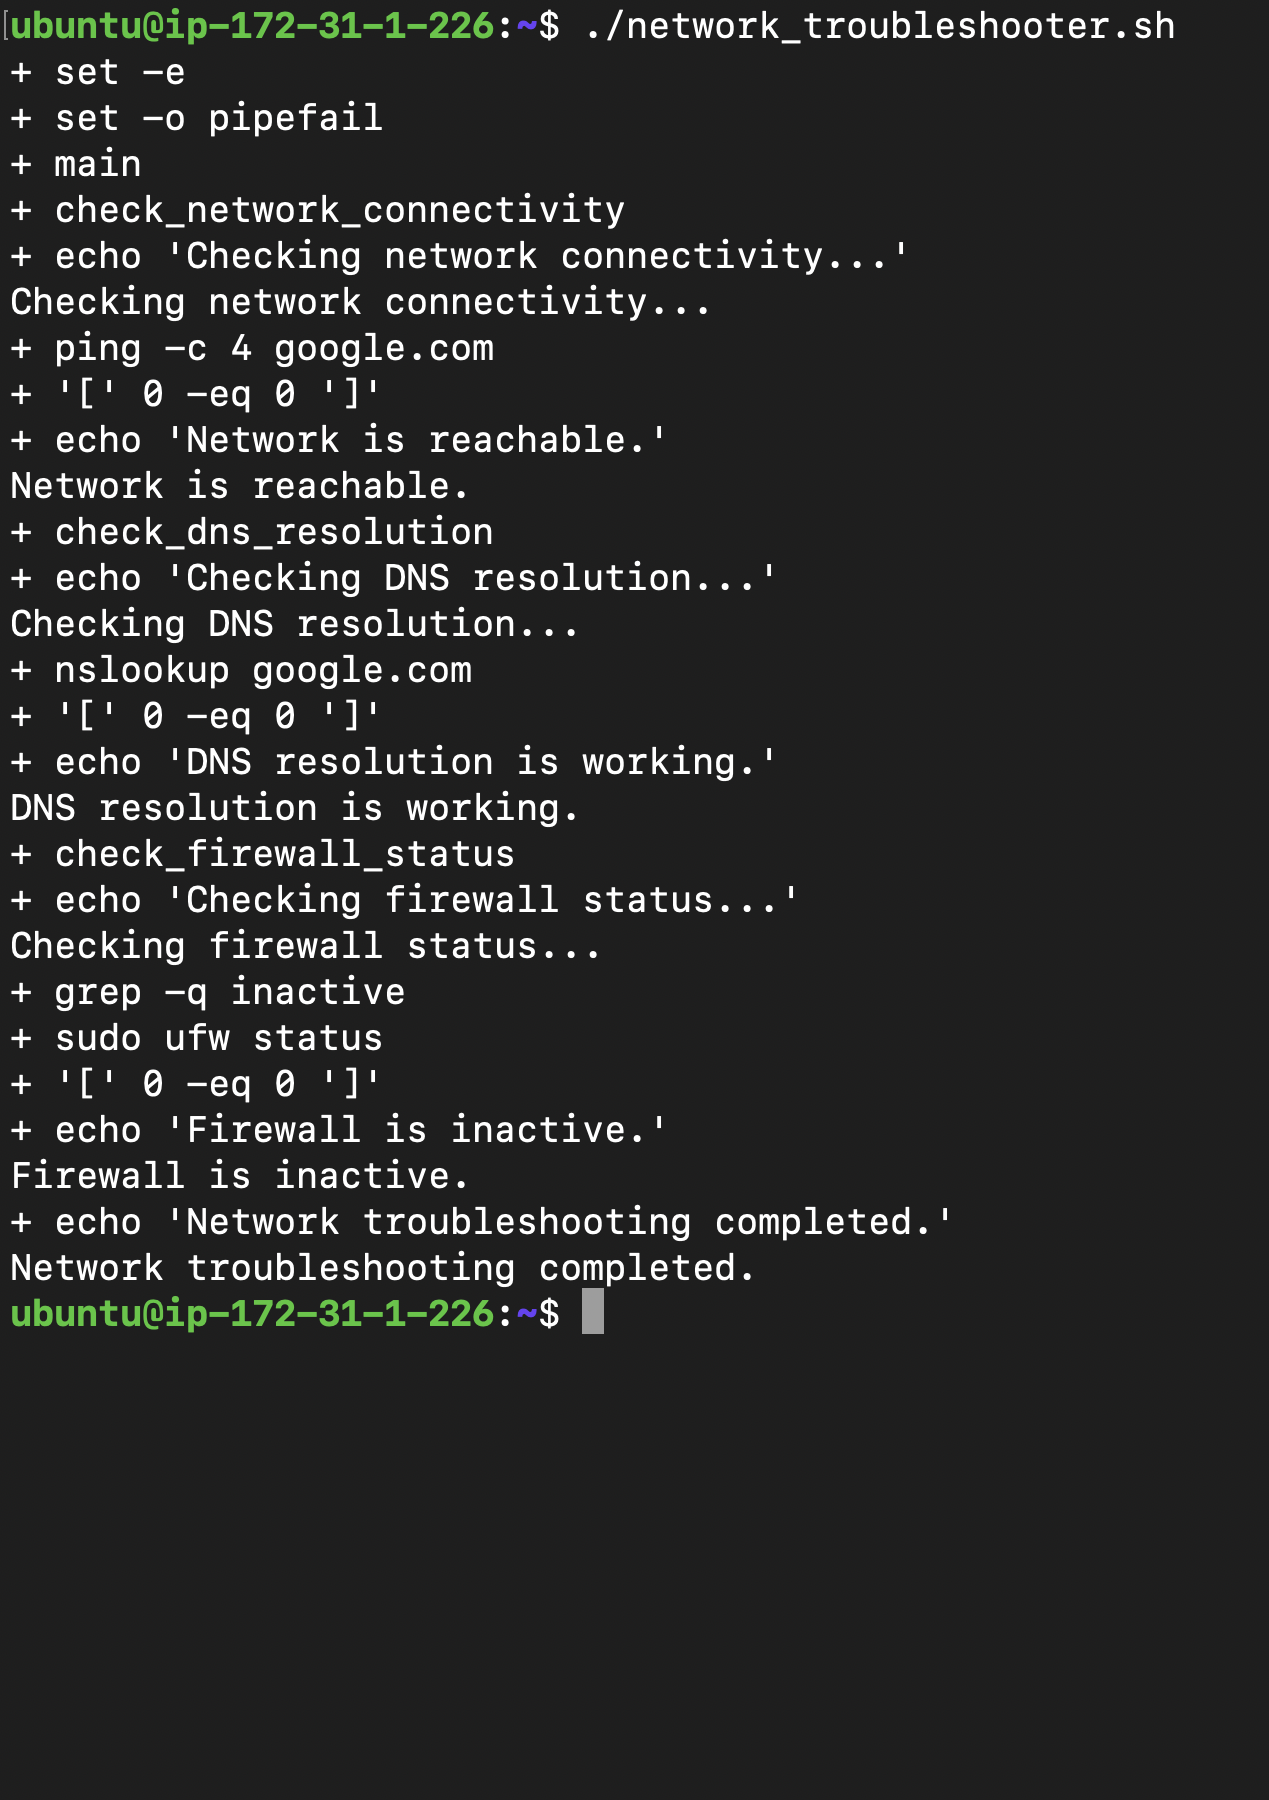 ubuntu@ip-172-31-1-226:~$ ./network_troubleshooter.sh
+ set -e
+ set -o pipefail
+ main
+ check_network_connectivity
+ echo 'Checking network connectivity...'
Checking network connectivity...
+ ping -c 4 google.com
+ '[' 0 -eq 0 ']'
+ echo 'Network is reachable.'
Network is reachable.
+ check_dns_resolution
+ echo 'Checking DNS resolution...'
Checking DNS resolution...
+ nslookup google.com
+ '[' 0 -eq 0 ']'
+ echo 'DNS resolution is working.'
DNS resolution is working.
+ check_firewall_status
+ echo 'Checking firewall status...'
Checking firewall status...
+ grep -q inactive
+ sudo ufw status
+ '[' 0 -eq 0 ']'
+ echo 'Firewall is inactive.'
Firewall is inactive.
+ echo 'Network troubleshooting completed.'
Network troubleshooting completed.
ubuntu@ip-172-31-1-226:~$